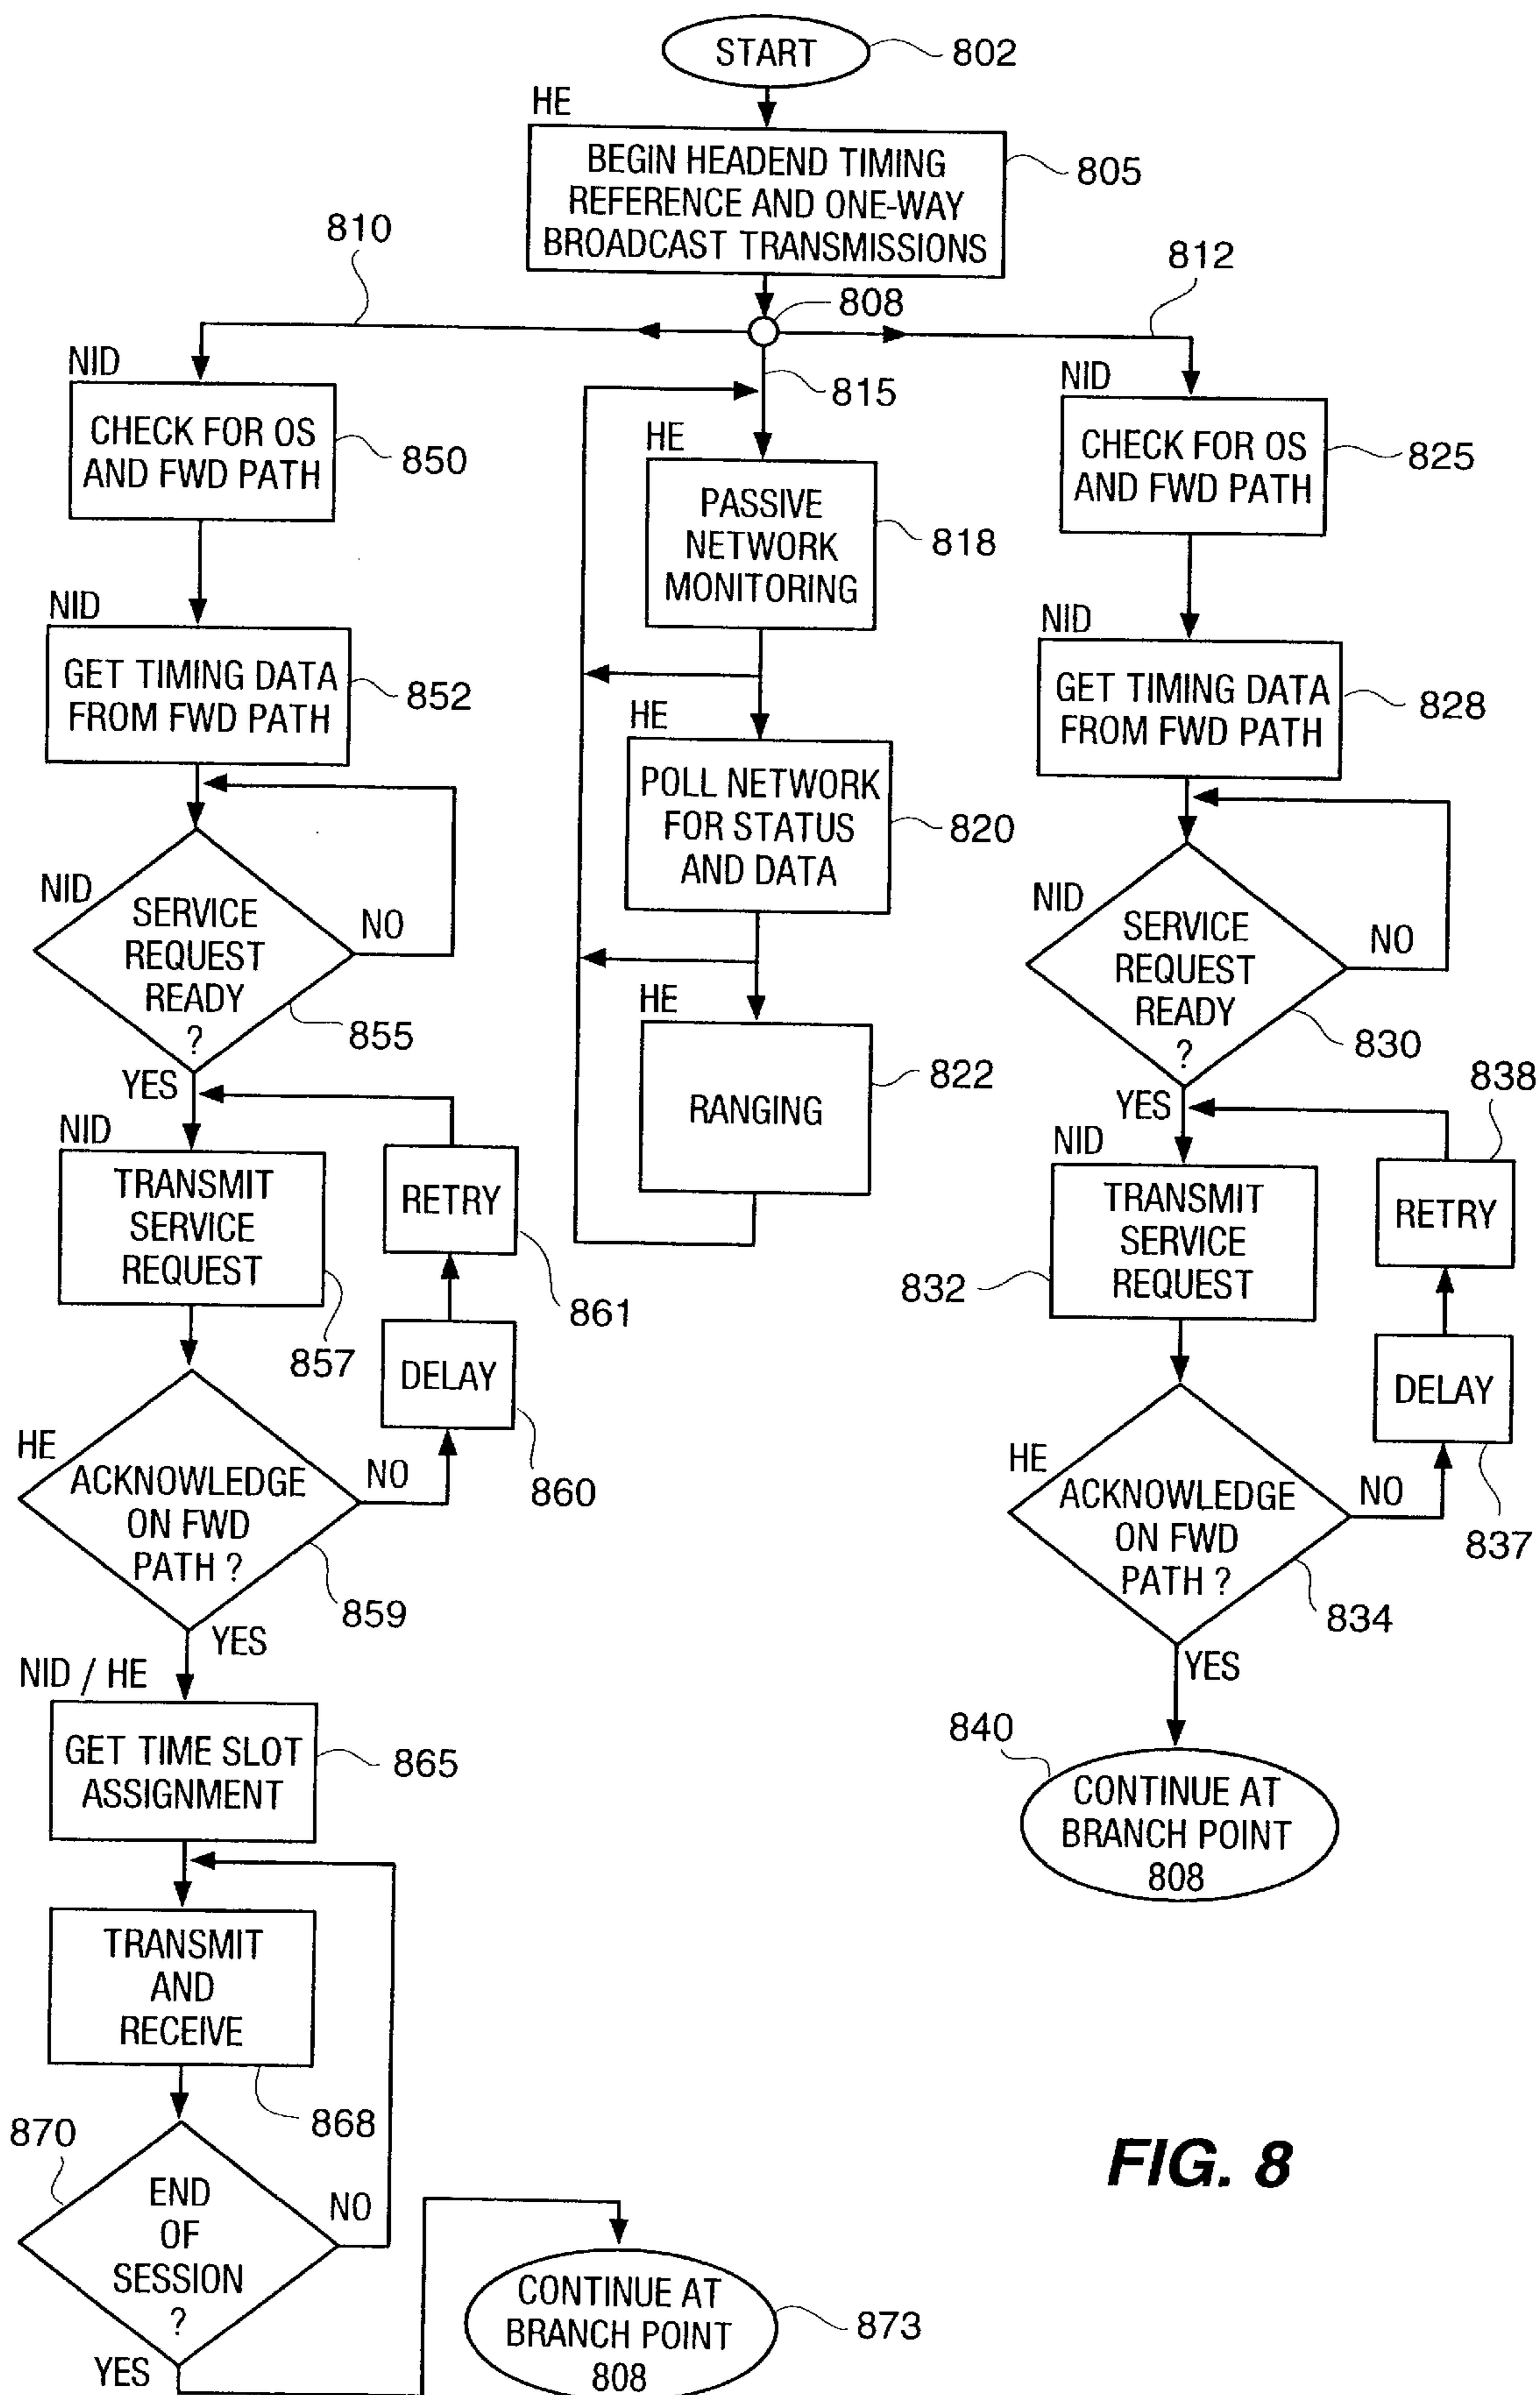 START
802
HE
BEGIN HEADEND TIMING
REFERENCE AND ONE-WAY
BROADCAST TRANSMISSIONS
805
810
808
812
815
NID
CHECK FOR OS
AND FWD PATH
850
NID
GET TIMING DATA
FROM FWD PATH
852
NID
SERVICE
REQUEST
READY
?
NO
855
YES
NID
TRANSMIT
SERVICE
REQUEST
857
RETRY
861
DELAY
860
HE
ACKNOWLEDGE
ON FWD
PATH ?
NO
859
YES
NID / HE
GET TIME SLOT
ASSIGNMENT
865
TRANSMIT
AND
RECEIVE
868
870
END
OF
SESSION
?
NO
YES
CONTINUE AT
BRANCH POINT
808
873
HE
PASSIVE
NETWORK
MONITORING
818
HE
POLL NETWORK
FOR STATUS
AND DATA
820
HE
RANGING
822
NID
CHECK FOR OS
AND FWD PATH
825
NID
GET TIMING DATA
FROM FWD PATH
828
NID
SERVICE
REQUEST
READY
?
NO
830
YES
NID
TRANSMIT
SERVICE
REQUEST
832
838
RETRY
DELAY
837
HE
ACKNOWLEDGE
ON FWD
PATH ?
NO
834
YES
840
CONTINUE AT
BRANCH POINT
808
FIG. 8